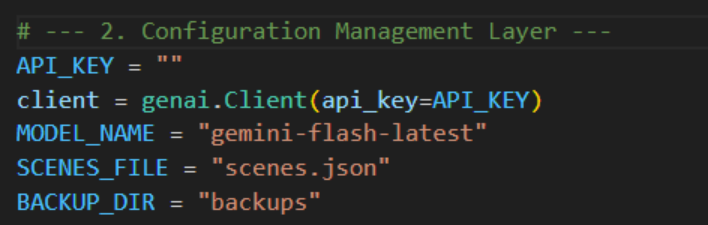 # --- 2. Configuration Management Layer ---
API_KEY = ""
client = genai.Client(api_key=API_KEY)
MODEL_NAME = "gemini-flash-latest"
SCENES_FILE = "scenes.json"
BACKUP_DIR = "backups"